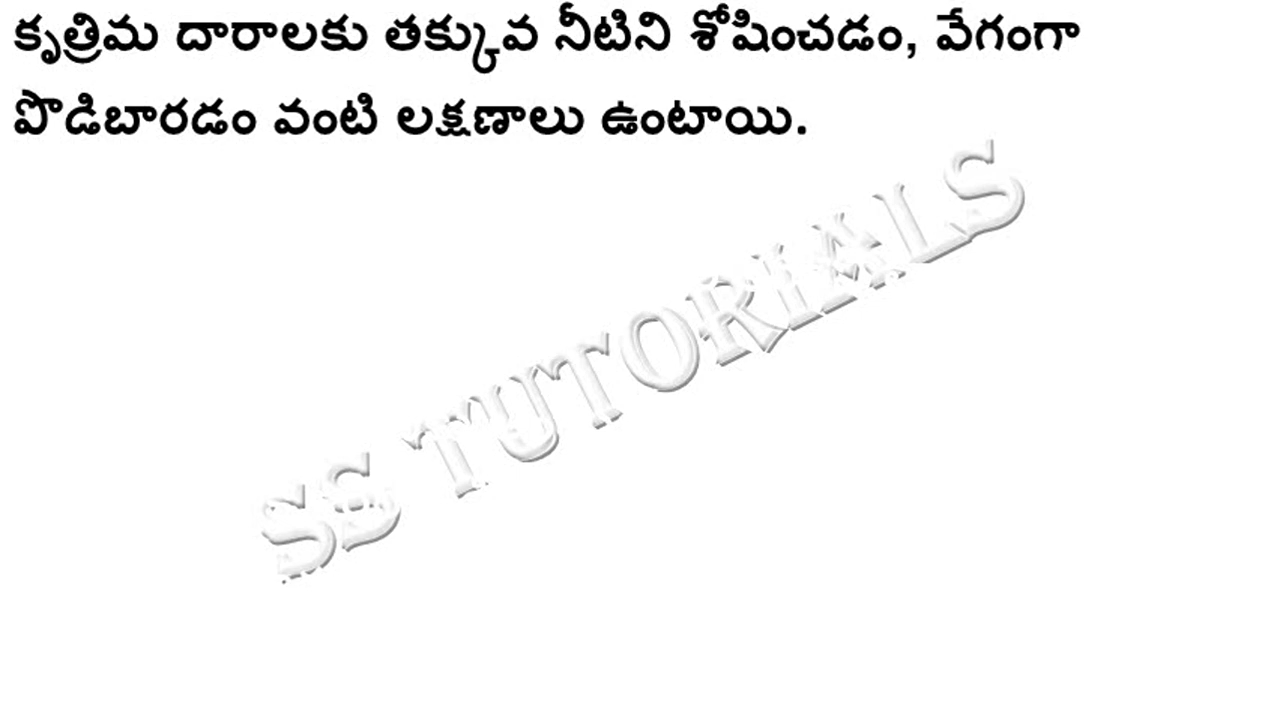 కృత్రిమ దారాలకు తక్కువ నీటిని శోషించడం, వేగంగా
పొడిబారడం వంటి లక్షణాలు ఉంటాయి.
SS TUTORIALS